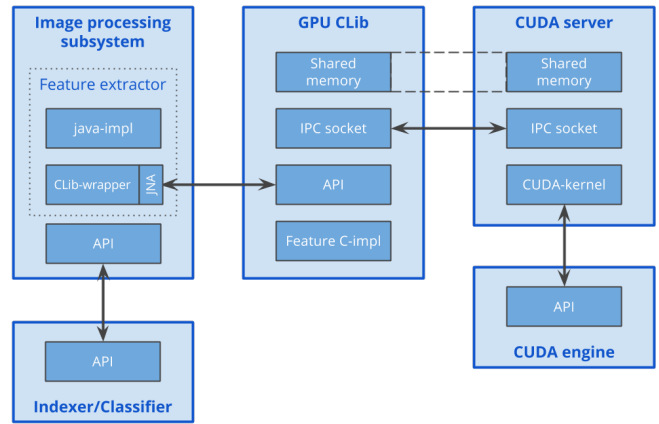 Image processing
subsystem
Feature extractor
java-impl
CLib-wrapper
JNA
API
API
Indexer/Classifier
GPU CLib
Shared
memory
IPC socket
API
Feature C-impl
CUDA server
Shared
memory
IPC socket
CUDA-kernel
API
CUDA engine